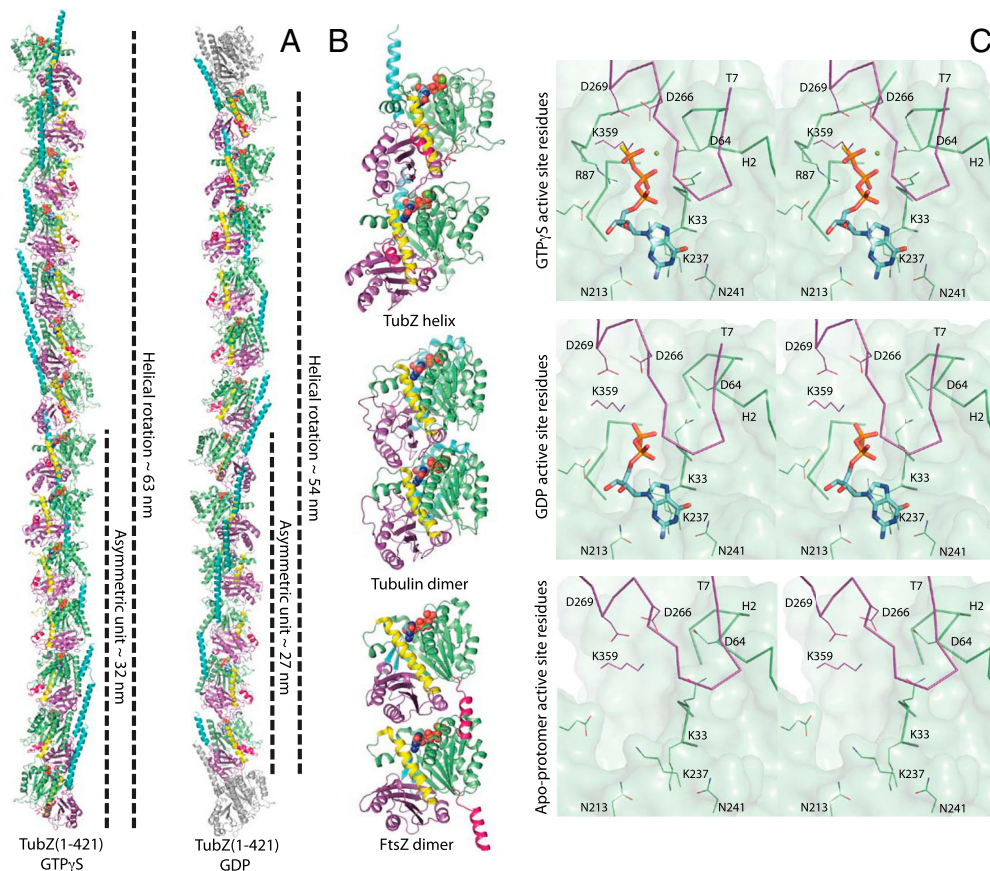 A
B
C
Helical rotation ~ 63 nm
Asymmetric unit ~ 32 nm
Helical rotation ~ 54 nm
Asymmetric unit ~ 27 nm
TubZ(1-421)
GTPγS
TubZ(1-421)
GDP
TubZ helix
Tubulin dimer
FtsZ dimer
GTPγS active site residues
D269
D266
T7
K359
D64
H2
R87
K33
K237
N213
N241
D269
D266
T7
K359
D64
H2
R87
K33
K237
N213
N241
GDP active site residues
D269
D266
T7
K359
D64
H2
K33
K237
N213
N241
D269
D266
T7
K359
D64
H2
K33
K237
N213
N241
Apo-protomer active site residues
D269
D266
T7
H2
D64
K359
K33
K237
N213
N241
D269
D266
T7
H2
D64
K359
K33
K237
N213
N241